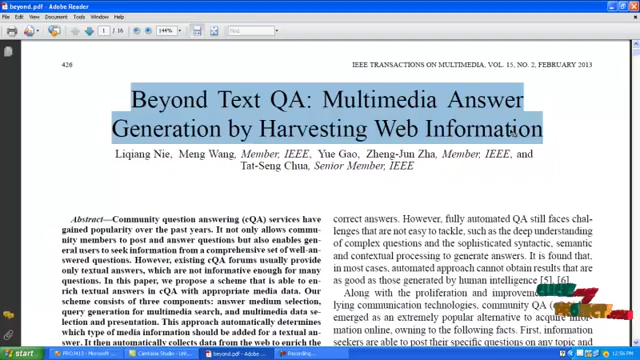 beyond.pdf - Adobe Reader
File Edit View Document Tools Window Help
1 / 16 144% Find
426 IEEE TRANSACTIONS ON MULTIMEDIA, VOL. 15, NO. 2, FEBRUARY 2013
Beyond Text QA: Multimedia Answer
Generation by Harvesting Web Information
Liqiang Nie, Meng Wang, Member, IEEE, Yue Gao, Zheng-Jun Zha, Member, IEEE, and
Tat-Seng Chua, Senior Member, IEEE
Abstract—Community question answering (cQA) services have
gained popularity over the past years. It not only allows commu-
nity members to post and answer questions but also enables gen-
eral users to seek information from a comprehensive set of well-an-
swered questions. However, existing cQA forums usually provide
only textual answers, which are not informative enough for many
questions. In this paper, we propose a scheme that is able to en-
rich textual answers in cQA with appropriate media data. Our
scheme consists of three components: answer medium selection,
query generation for multimedia search, and multimedia data se-
lection and presentation. This approach automatically determines
which type of media information should be added for a textual an-
swer. It then automatically collects data from the web to enrich the
correct answers. However, fully automated QA still faces chal-
lenges that are not easy to tackle, such as the deep understanding
of complex questions and the sophisticated syntactic, semantic
and contextual processing to generate answers. It is found that,
in most cases, automated approach cannot obtain results that are
as good as those generated by human intelligence [5], [6].
Along with the proliferation and improvement of
lying communication technologies, community QA (
emerged as an extremely popular alternative to acquire infor-
mation online, owning to the following facts. First, information
seekers are able to post their specific questions on any topic and
start
Camtasia Studio
beyond.pdf - Adobe
Recording...
12:56 PM